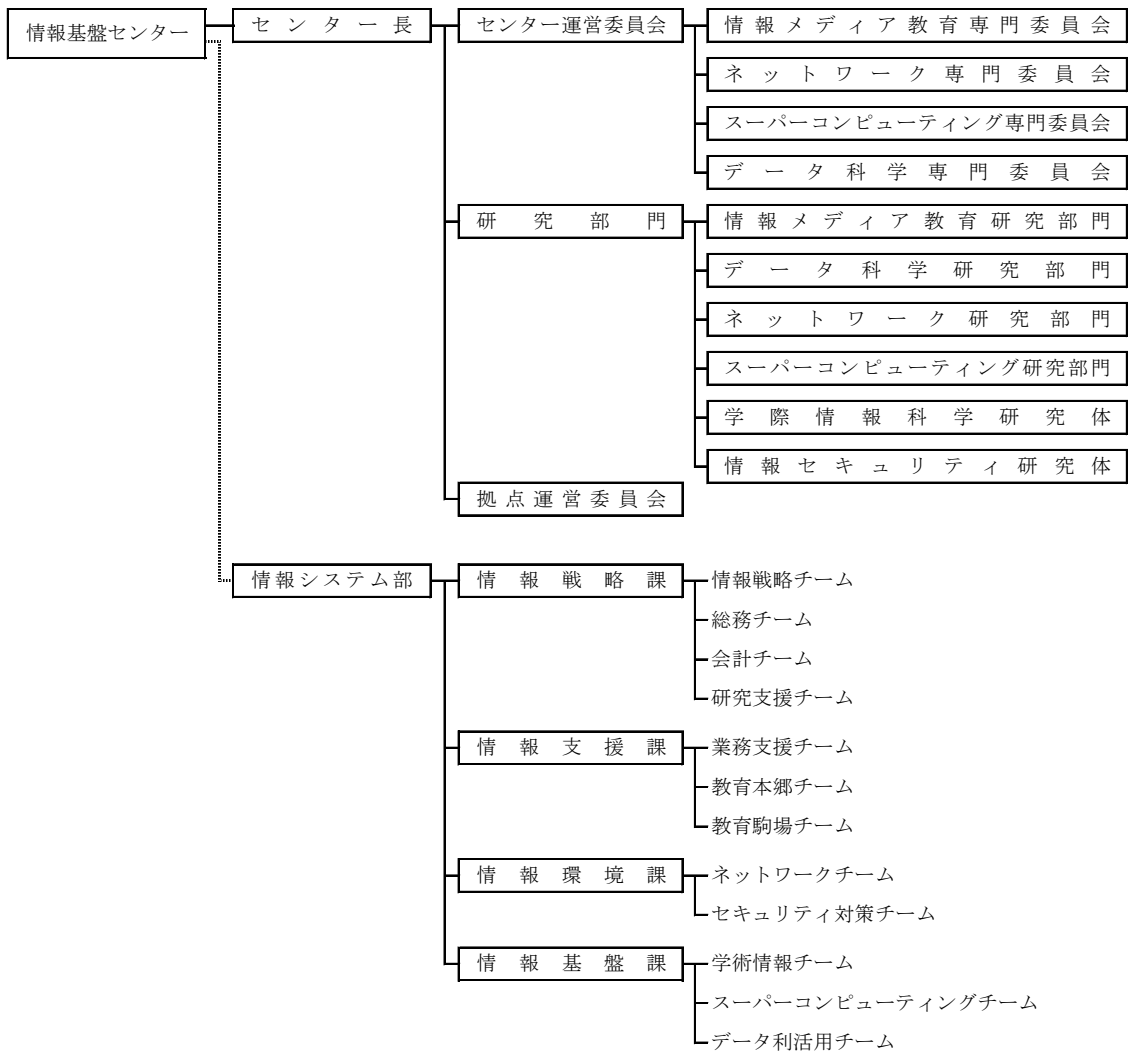 情報基盤センター
センター長
センター運営委員会
情報メディア教育専門委員会
ネットワーク専門委員会
スーパーコンピューティング専門委員会
データ科学専門委員会
研究部門
情報メディア教育研究部門
データ科学研究部門
ネットワーク研究部門
スーパーコンピューティング研究部門
学際情報科学研究体
情報セキュリティ研究体
拠点運営委員会
情報システム部
情報戦略課
情報戦略チーム
総務チーム
会計チーム
研究支援チーム
情報支援課
業務支援チーム
教育本郷チーム
教育駒場チーム
情報環境課
ネットワークチーム
セキュリティ対策チーム
情報基盤課
学術情報チーム
スーパーコンピューティングチーム
データ利活用チーム